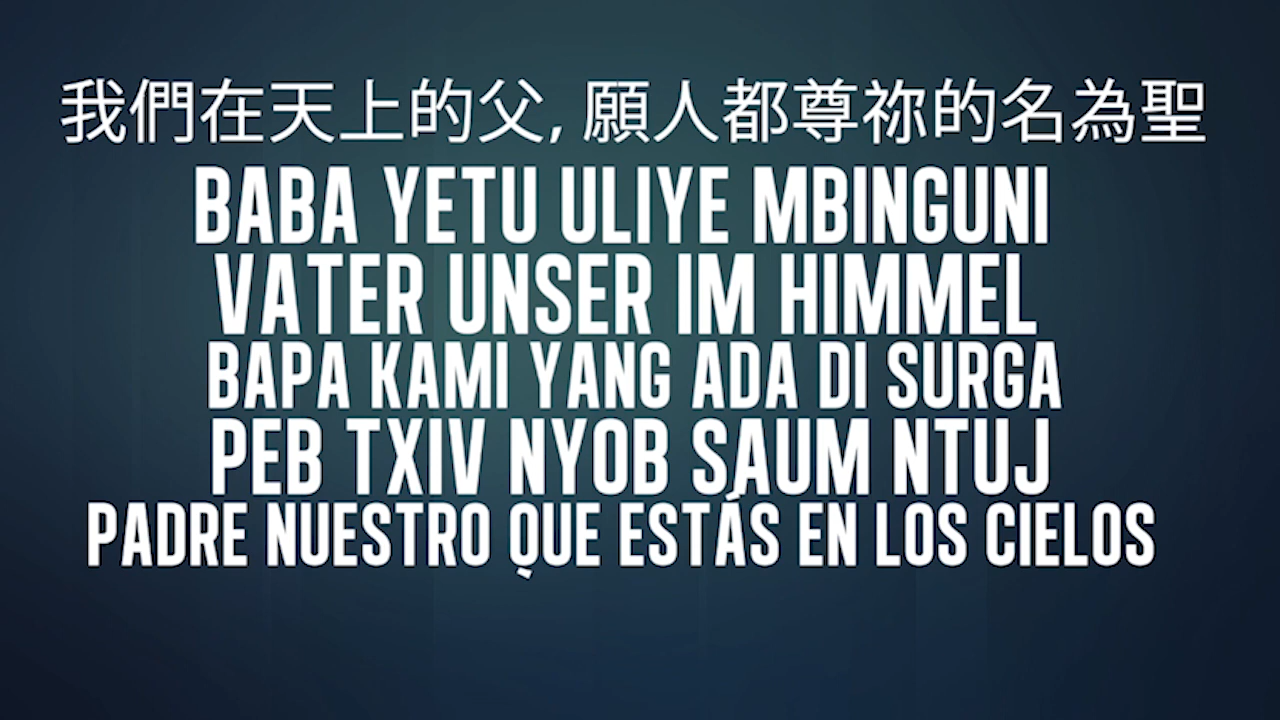 我們在天上的父, 願人都尊祢的名為聖
BABA YETU ULIYE MBINGUNI
VATER UNSER IM HIMMEL
BAPA KAMI YANG ADA DI SURGA
PEB TXIV NYOB SAUM NTUJ
PADRE NUESTRO QUE ESTÁS EN LOS CIELOS